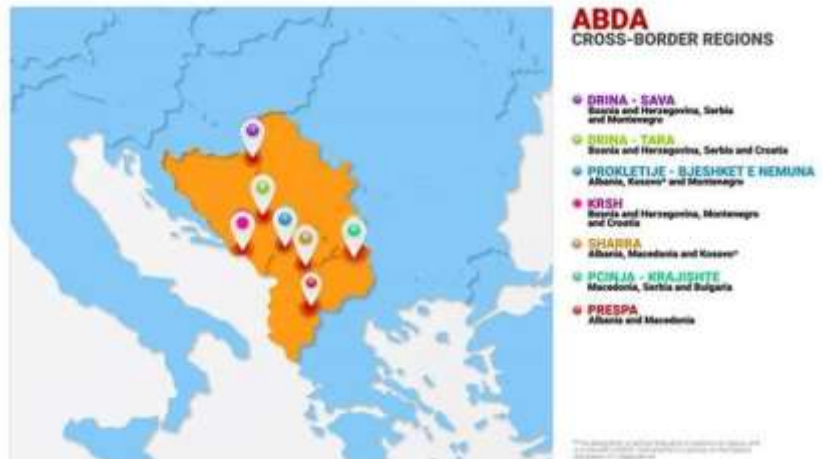 ABDA
CROSS-BORDER REGIONS
DRINA - SAVA
Bosnia and Herzegovina, Serbia
and Montenegro
DRINA - TARA
Bosnia and Herzegovina, Serbia and Croatia
PROKLETIJE - BJESHKET E NEMUNA
Albania, Kosovo* and Montenegro
KRSH
Bosnia and Herzegovina, Montenegro
and Croatia
SHARRA
Albania, Macedonia and Kosovo*
PCINJA - KRAJISHTE
Macedonia, Serbia and Bulgaria
PRESPA
Albania and Macedonia